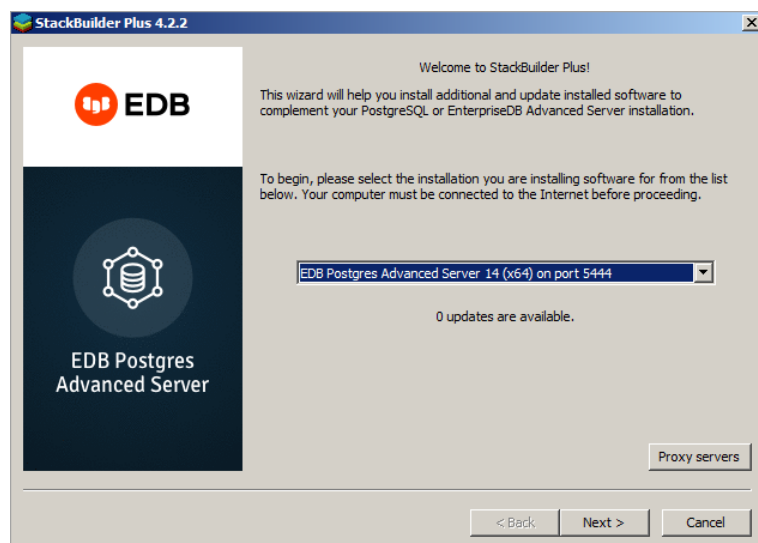 StackBuilder Plus 4.2.2
EDB
Welcome to StackBuilder Plus!
This wizard will help you install additional and update installed software to
complement your PostgreSQL or EnterpriseDB Advanced Server installation.
To begin, please select the installation you are installing software for from the list
below. Your computer must be connected to the Internet before proceeding.
EDB Postgres Advanced Server 14 (x64) on port 5444
0 updates are available.
EDB Postgres
Advanced Server
Proxy servers
< Back
Next >
Cancel